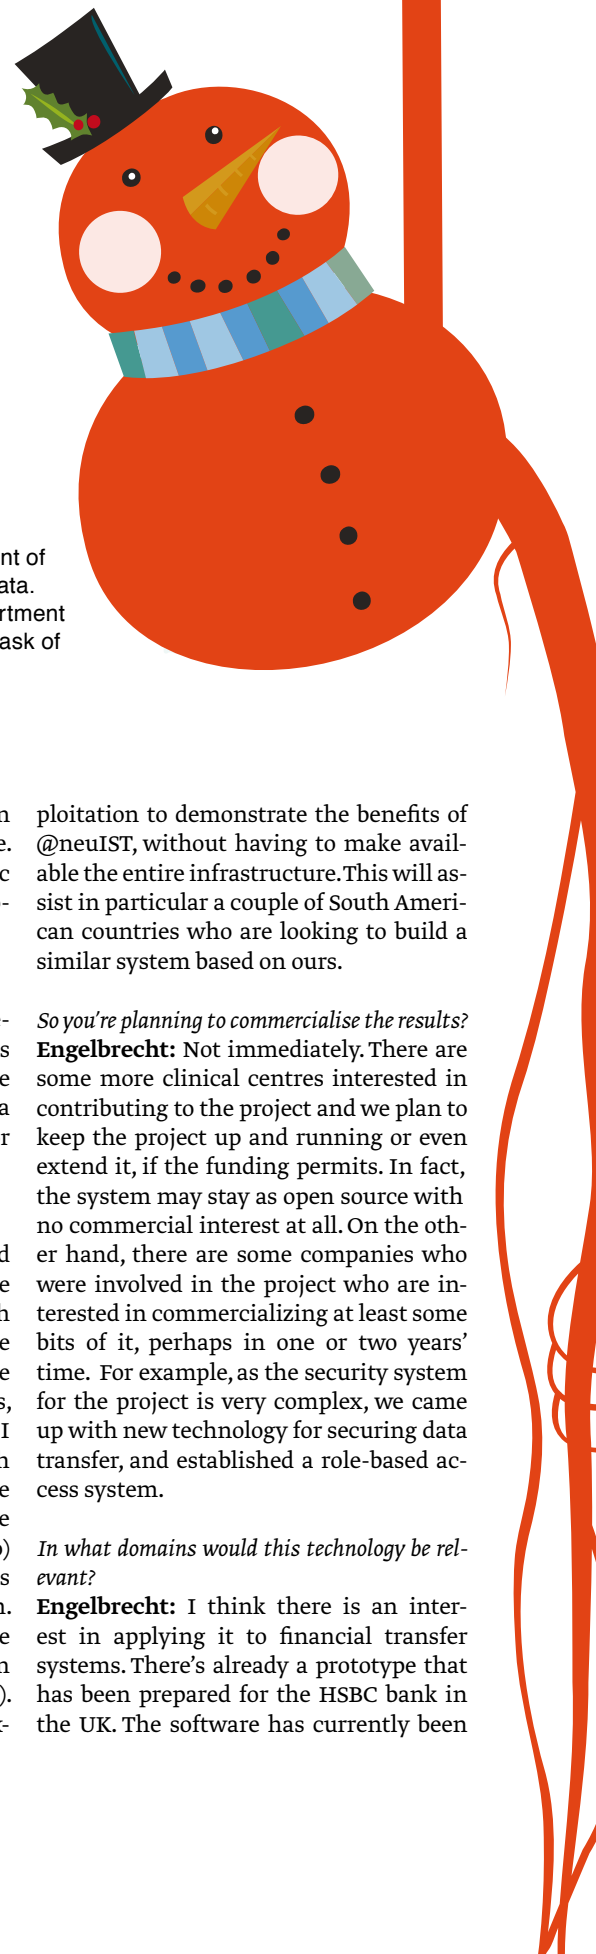 nt of
ata.
rtment
ask of
n
e.
c
-
-
s
e
a
r
d
e
h
e
e
s,
I
n
e
e
)
s
n.
e
n
).
-
ploitation to demonstrate the benefits of
@neuIST, without having to make avail-
able the entire infrastructure. This will as-
sist in particular a couple of South Ameri-
can countries who are looking to build a
similar system based on ours.
So you're planning to commercialise the results?
Engelbrecht: Not immediately. There are
some more clinical centres interested in
contributing to the project and we plan to
keep the project up and running or even
extend it, if the funding permits. In fact,
the system may stay as open source with
no commercial interest at all. On the oth-
er hand, there are some companies who
were involved in the project who are in-
terested in commercializing at least some
bits of it, perhaps in one or two years'
time. For example, as the security system
for the project is very complex, we came
up with new technology for securing data
transfer, and established a role-based ac-
cess system.
In what domains would this technology be rel-
evant?
Engelbrecht: I think there is an inter-
est in applying it to financial transfer
systems. There's already a prototype that
has been prepared for the HSBC bank in
the UK. The software has currently been